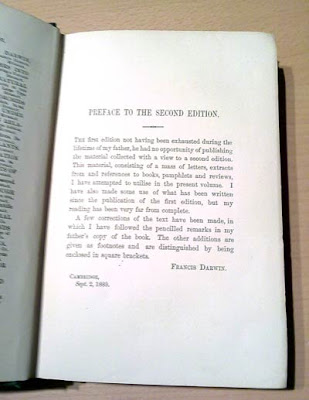 DARWIN
PREFACE TO THE SECOND EDITION.
THE first edition not having been exhausted during the
lifetime of my father, he had no opportunity of publishing
the material collected with a view to a second edition.
This material, consisting of a mass of letters, extracts
from and references to books, pamphlets and reviews,
I have attempted to utilise in the present volume. I
have also made some use of what has been written
since the publication of the first edition, but my
reading has been very far from complete.
A few corrections of the text have been made, in
which I have followed the pencilled remarks in my
father's copy of the book. The other additions are
given as footnotes and are distinguished by being
enclosed in square brackets.
FRANCIS DARWIN.
CAMBRIDGE,
Sept. 2, 1889.